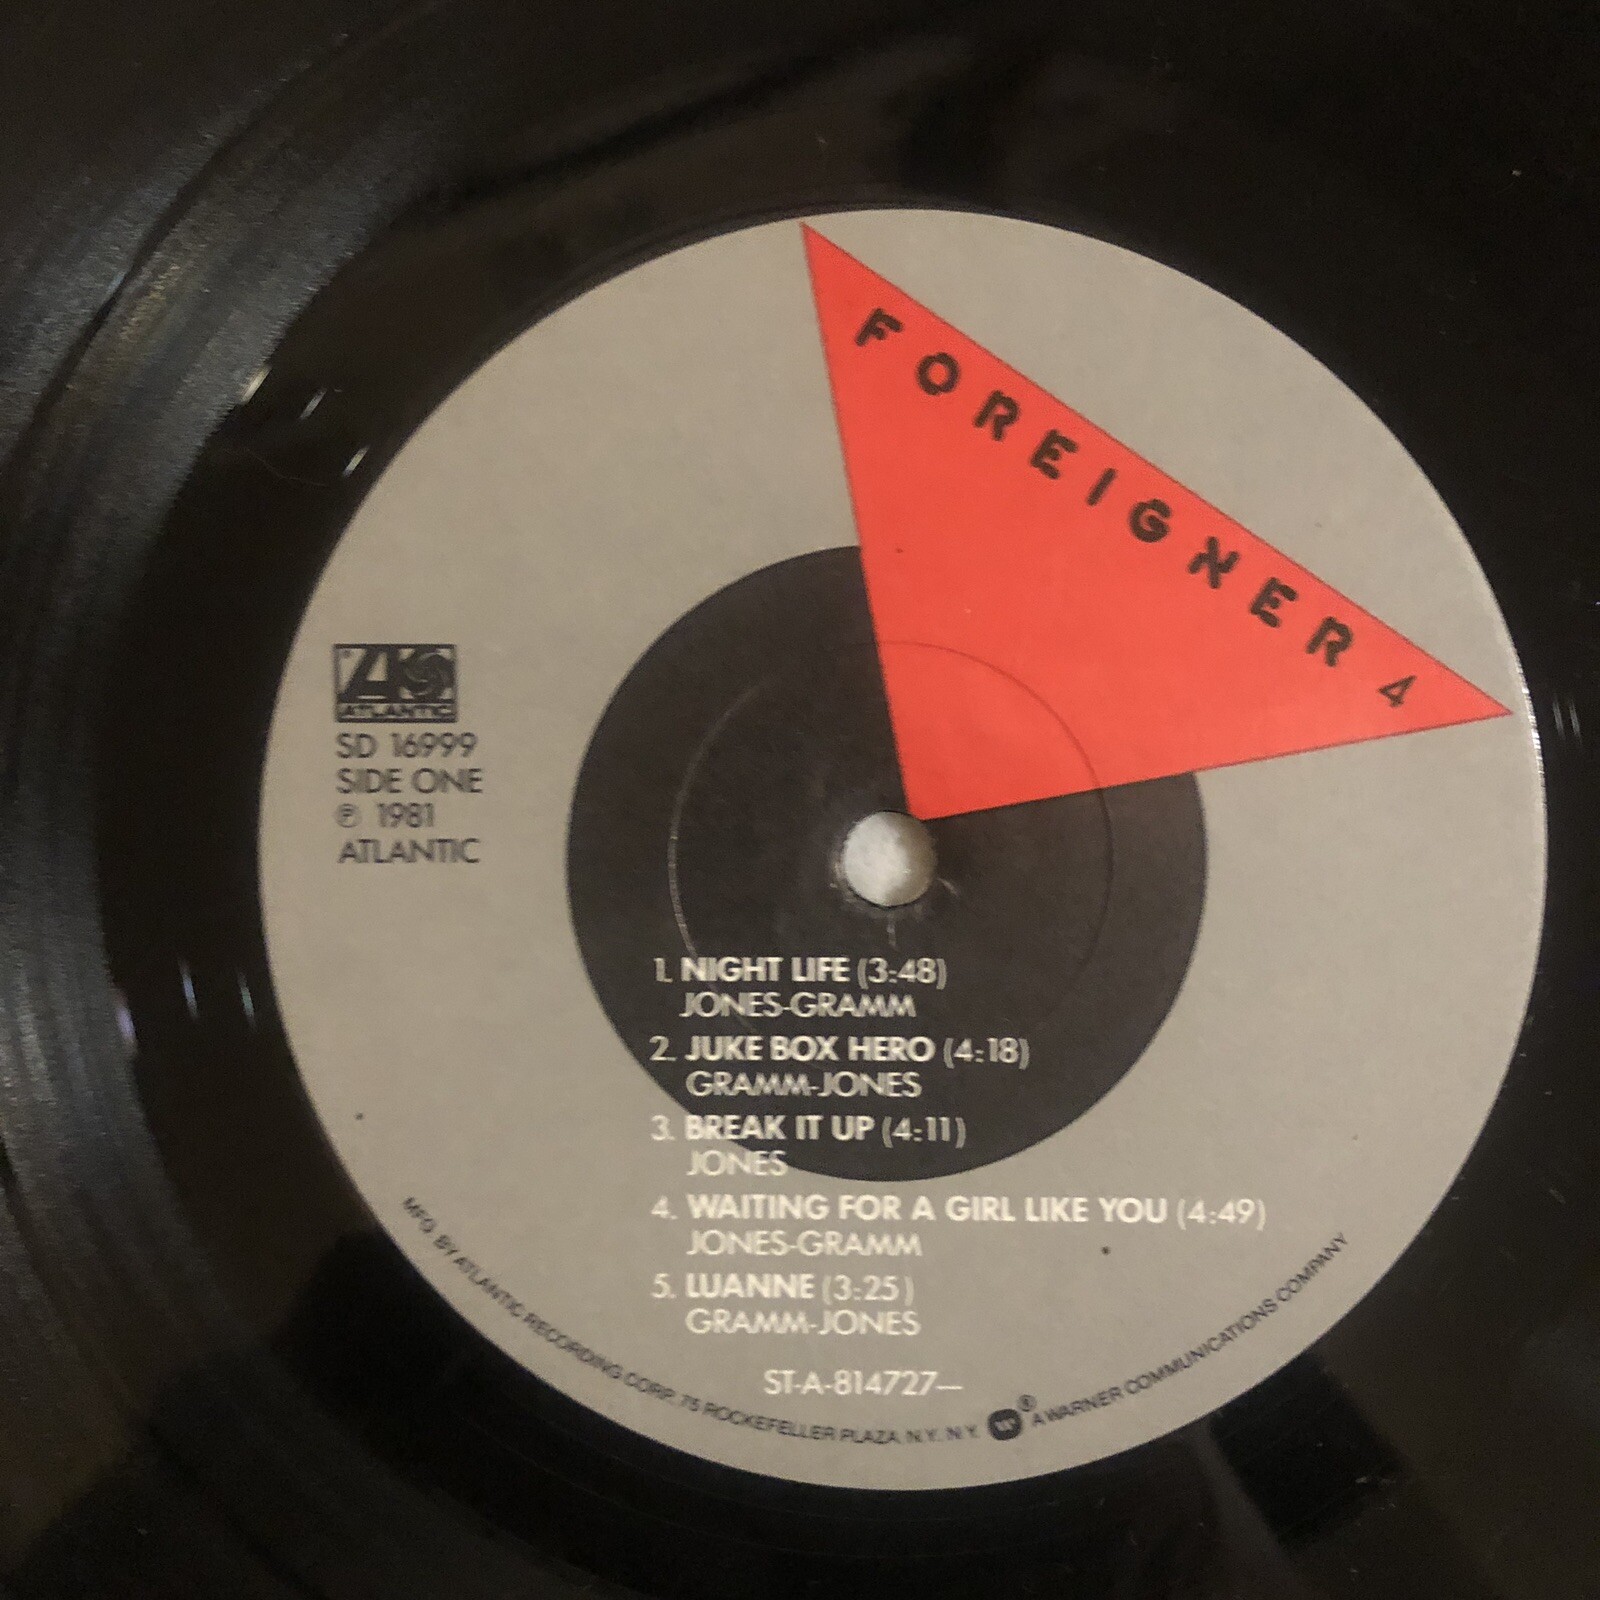 FOREIGNER 4
ATLANTIC
SD 16999
SIDE ONE
℗ 1981
ATLANTIC
1. NIGHT LIFE (3:48)
JONES-GRAMM
2. JUKE BOX HERO (4:18)
GRAMM-JONES
3. BREAK IT UP (4:11)
JONES
4. WAITING FOR A GIRL LIKE YOU (4:49)
JONES-GRAMM
5. LUANNE (3:25)
GRAMM-JONES
ST-A-814727—
MFG. BY ATLANTIC RECORDING CORP. 75 ROCKEFELLER PLAZA, N.Y. N.Y. W® A WARNER COMMUNICATIONS COMPANY